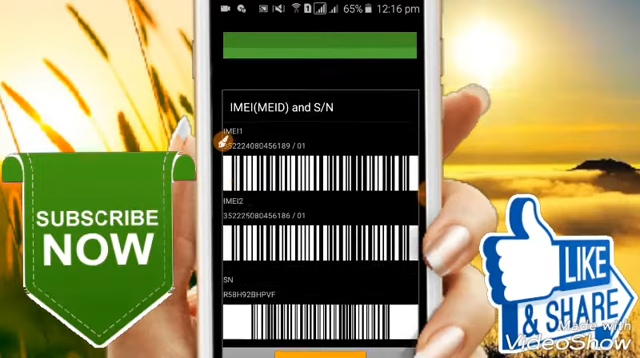 65% 12:16 pm
IMEI(MEID) and S/N
IMEI1
352224080456189 / 01
IMEI2
352225080456186 / 01
SN
R58H92BHPVF
SUBSCRIBE
NOW
LIKE
& SHARE
Made with
VideoShow